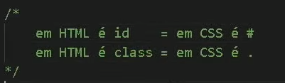 /*
em HTML é id = em CSS é #
em HTML é class = em CSS é .
*/